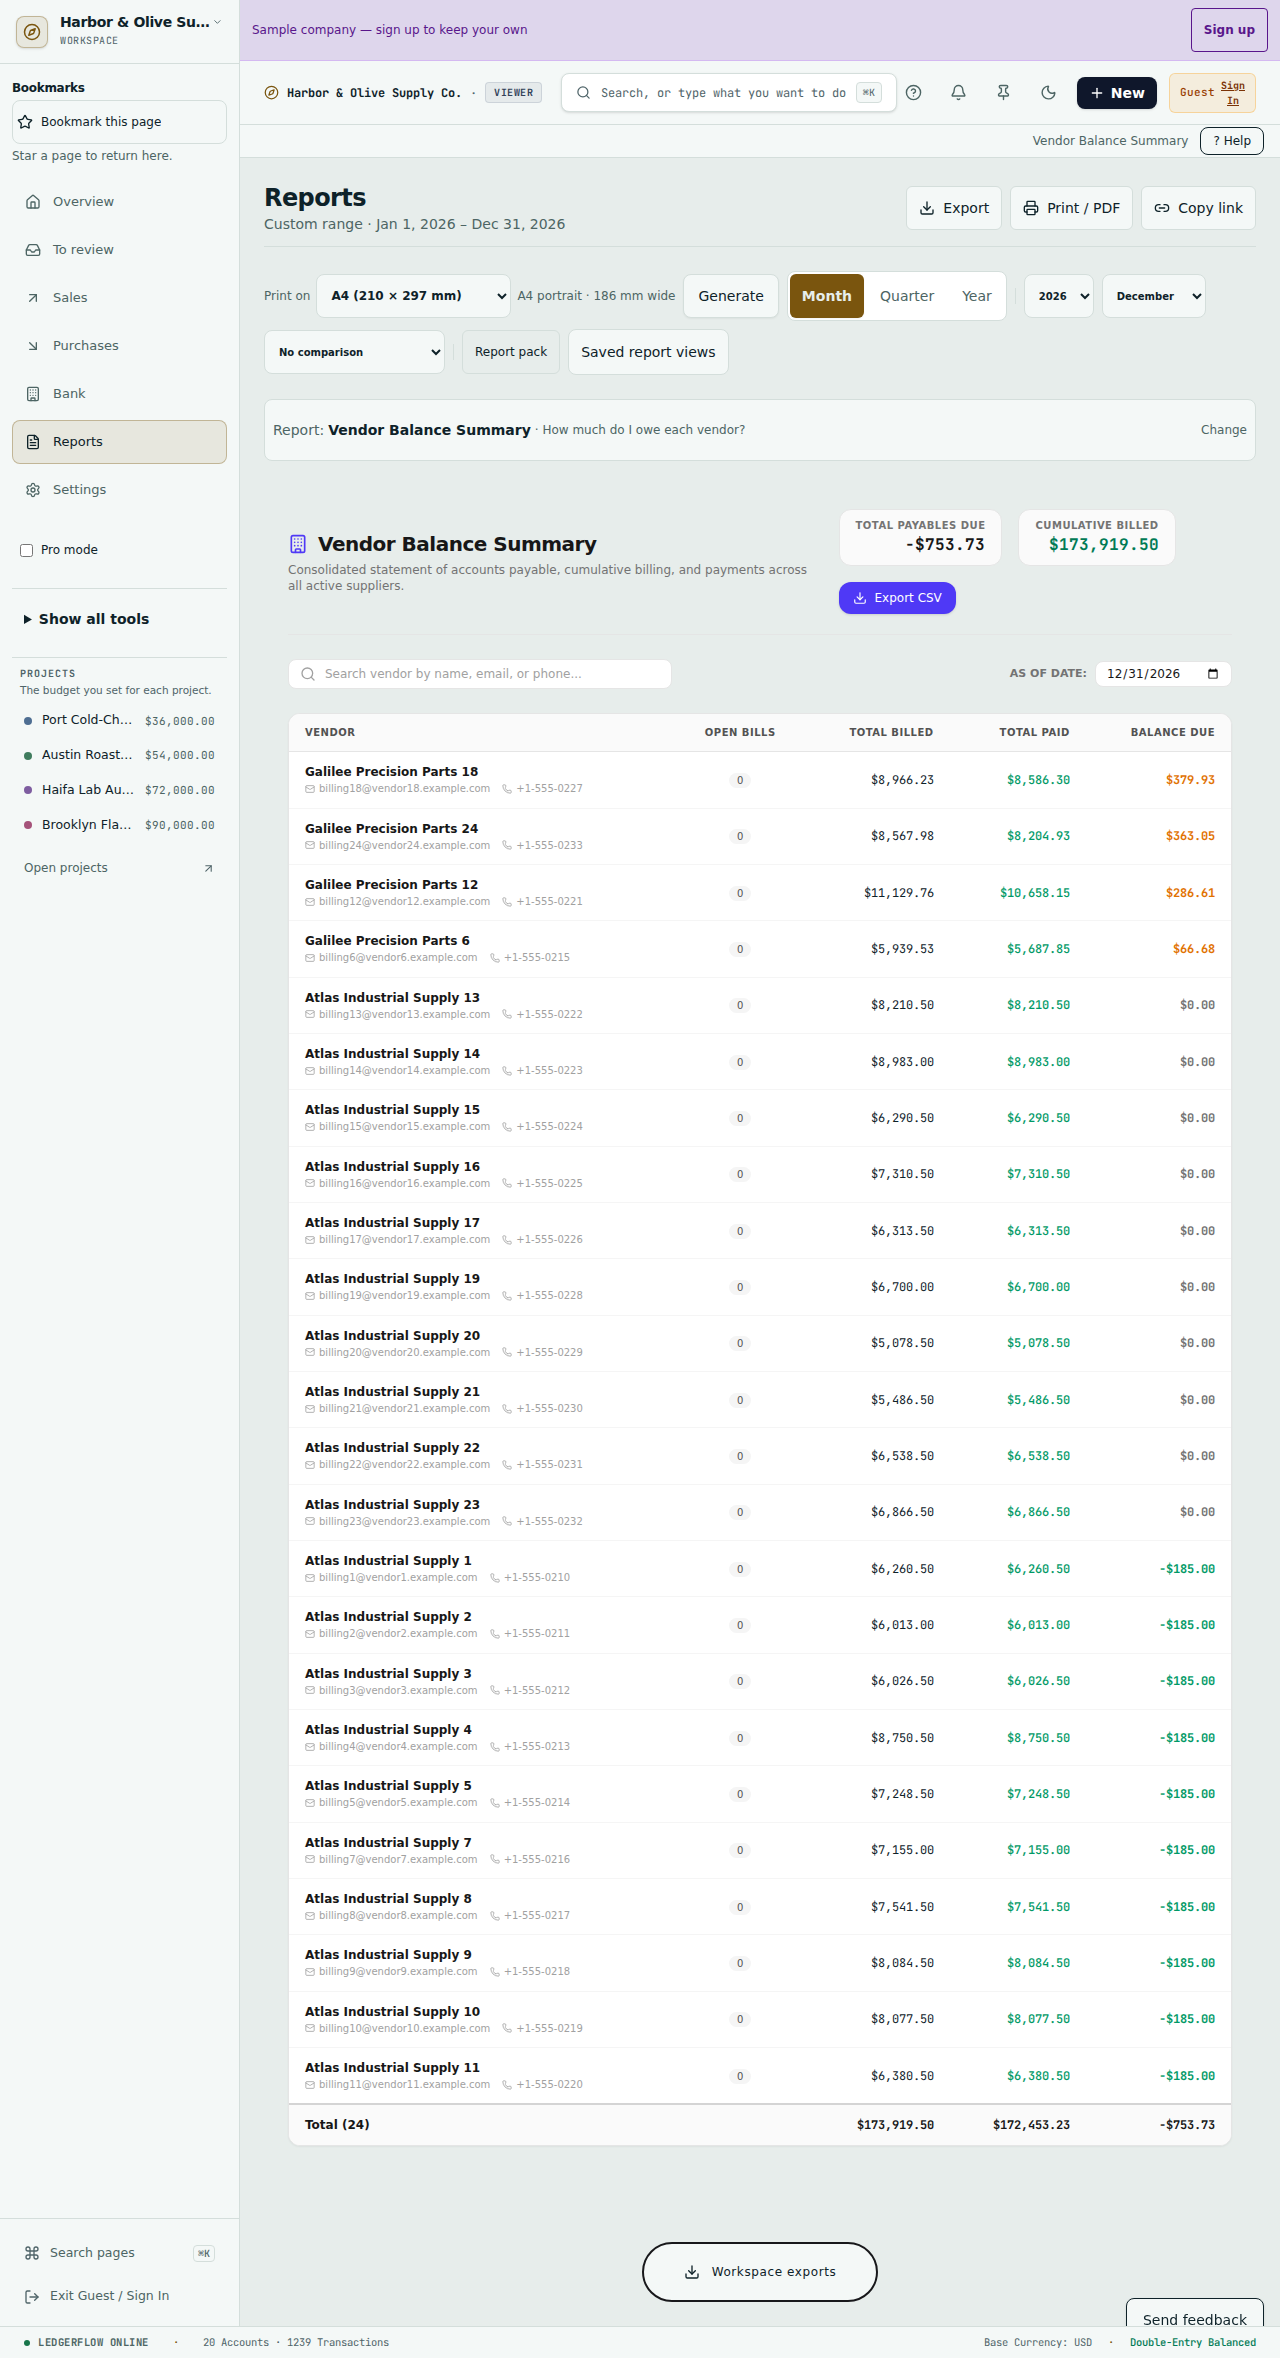 Harbor & Olive Su...
WORKSPACE
Bookmarks
Bookmark this page
Star a page to return here.
Overview
To review
Sales
Purchases
Bank
Reports
Settings
Pro mode
Show all tools
PROJECTS
The budget you set for each project.
Port Cold-Ch... $36,000.00
Austin Roast... $54,000.00
Haifa Lab Au... $72,000.00
Brooklyn Fla... $90,000.00
Open projects
Search pages ⌘K
Exit Guest / Sign In
Sample company — sign up to keep your own
Sign up
Harbor & Olive Supply Co. · VIEWER
Search, or type what you want to do ⌘K
New
Guest Sign In
Vendor Balance Summary
? Help
Reports
Custom range · Jan 1, 2026 – Dec 31, 2026
Export
Print / PDF
Copy link
Print on A4 (210 × 297 mm) A4 portrait · 186 mm wide Generate Month Quarter Year 2026 December
No comparison Report pack Saved report views
Report: Vendor Balance Summary · How much do I owe each vendor? Change
Vendor Balance Summary
Consolidated statement of accounts payable, cumulative billing, and payments across
all active suppliers.
TOTAL PAYABLES DUE
-$753.73
CUMULATIVE BILLED
$173,919.50
Export CSV
Search vendor by name, email, or phone...
AS OF DATE: 12/31/2026
VENDOR OPEN BILLS TOTAL BILLED TOTAL PAID BALANCE DUE
Galilee Precision Parts 18
billing18@vendor18.example.com +1-555-0227
0 $8,966.23 $8,586.30 $379.93
Galilee Precision Parts 24
billing24@vendor24.example.com +1-555-0233
0 $8,567.98 $8,204.93 $363.05
Galilee Precision Parts 12
billing12@vendor12.example.com +1-555-0221
0 $11,129.76 $10,658.15 $286.61
Galilee Precision Parts 6
billing6@vendor6.example.com +1-555-0215
0 $5,939.53 $5,687.85 $66.68
Atlas Industrial Supply 13
billing13@vendor13.example.com +1-555-0222
0 $8,210.50 $8,210.50 $0.00
Atlas Industrial Supply 14
billing14@vendor14.example.com +1-555-0223
0 $8,983.00 $8,983.00 $0.00
Atlas Industrial Supply 15
billing15@vendor15.example.com +1-555-0224
0 $6,290.50 $6,290.50 $0.00
Atlas Industrial Supply 16
billing16@vendor16.example.com +1-555-0225
0 $7,310.50 $7,310.50 $0.00
Atlas Industrial Supply 17
billing17@vendor17.example.com +1-555-0226
0 $6,313.50 $6,313.50 $0.00
Atlas Industrial Supply 19
billing19@vendor19.example.com +1-555-0228
0 $6,700.00 $6,700.00 $0.00
Atlas Industrial Supply 20
billing20@vendor20.example.com +1-555-0229
0 $5,078.50 $5,078.50 $0.00
Atlas Industrial Supply 21
billing21@vendor21.example.com +1-555-0230
0 $5,486.50 $5,486.50 $0.00
Atlas Industrial Supply 22
billing22@vendor22.example.com +1-555-0231
0 $6,538.50 $6,538.50 $0.00
Atlas Industrial Supply 23
billing23@vendor23.example.com +1-555-0232
0 $6,866.50 $6,866.50 $0.00
Atlas Industrial Supply 1
billing1@vendor1.example.com +1-555-0210
0 $6,260.50 $6,260.50 -$185.00
Atlas Industrial Supply 2
billing2@vendor2.example.com +1-555-0211
0 $6,013.00 $6,013.00 -$185.00
Atlas Industrial Supply 3
billing3@vendor3.example.com +1-555-0212
0 $6,026.50 $6,026.50 -$185.00
Atlas Industrial Supply 4
billing4@vendor4.example.com +1-555-0213
0 $8,750.50 $8,750.50 -$185.00
Atlas Industrial Supply 5
billing5@vendor5.example.com +1-555-0214
0 $7,248.50 $7,248.50 -$185.00
Atlas Industrial Supply 7
billing7@vendor7.example.com +1-555-0216
0 $7,155.00 $7,155.00 -$185.00
Atlas Industrial Supply 8
billing8@vendor8.example.com +1-555-0217
0 $7,541.50 $7,541.50 -$185.00
Atlas Industrial Supply 9
billing9@vendor9.example.com +1-555-0218
0 $8,084.50 $8,084.50 -$185.00
Atlas Industrial Supply 10
billing10@vendor10.example.com +1-555-0219
0 $8,077.50 $8,077.50 -$185.00
Atlas Industrial Supply 11
billing11@vendor11.example.com +1-555-0220
0 $6,380.50 $6,380.50 -$185.00
Total (24) $173,919.50 $172,453.23 -$753.73
Workspace exports
Send feedback
LEDGERFLOW ONLINE · 20 Accounts · 1239 Transactions
Base Currency: USD · Double-Entry Balanced